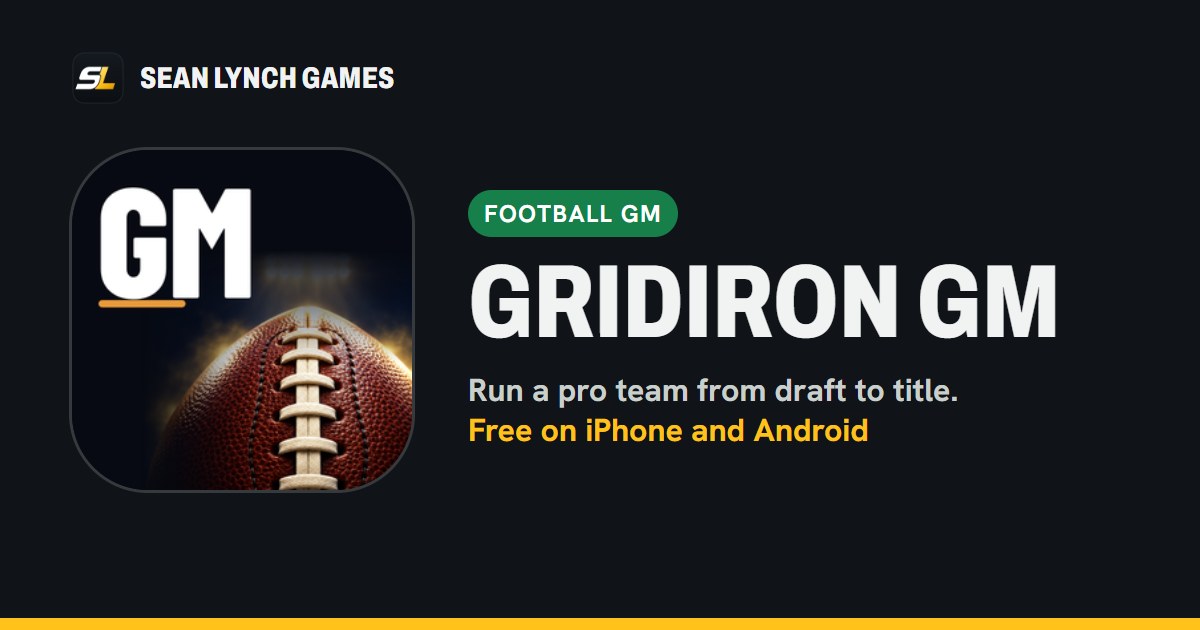 SL
SEAN LYNCH GAMES
GM
FOOTBALL GM
GRIDIRON GM
Run a pro team from draft to title.
Free on iPhone and Android